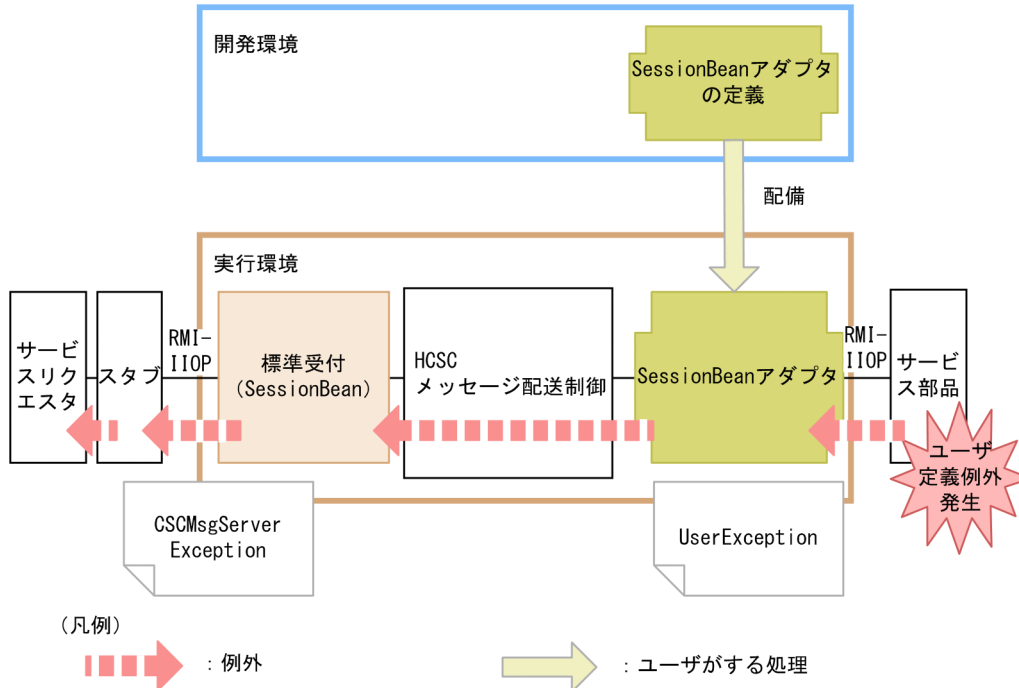 開発環境
SessionBeanアダプタ
の定義
配備
実行環境
サービ
スリク
エスタ
スタブ
RMI-
IIOP
標準受付
(SessionBean)
HCSC
メッセージ配送制御
SessionBeanアダプタ
RMI-
IIOP
サービ
ス部品
ユーザ
定義例外
発生
CSCMsgServer
Exception
UserException
(凡例)
:例外
:ユーザがする処理